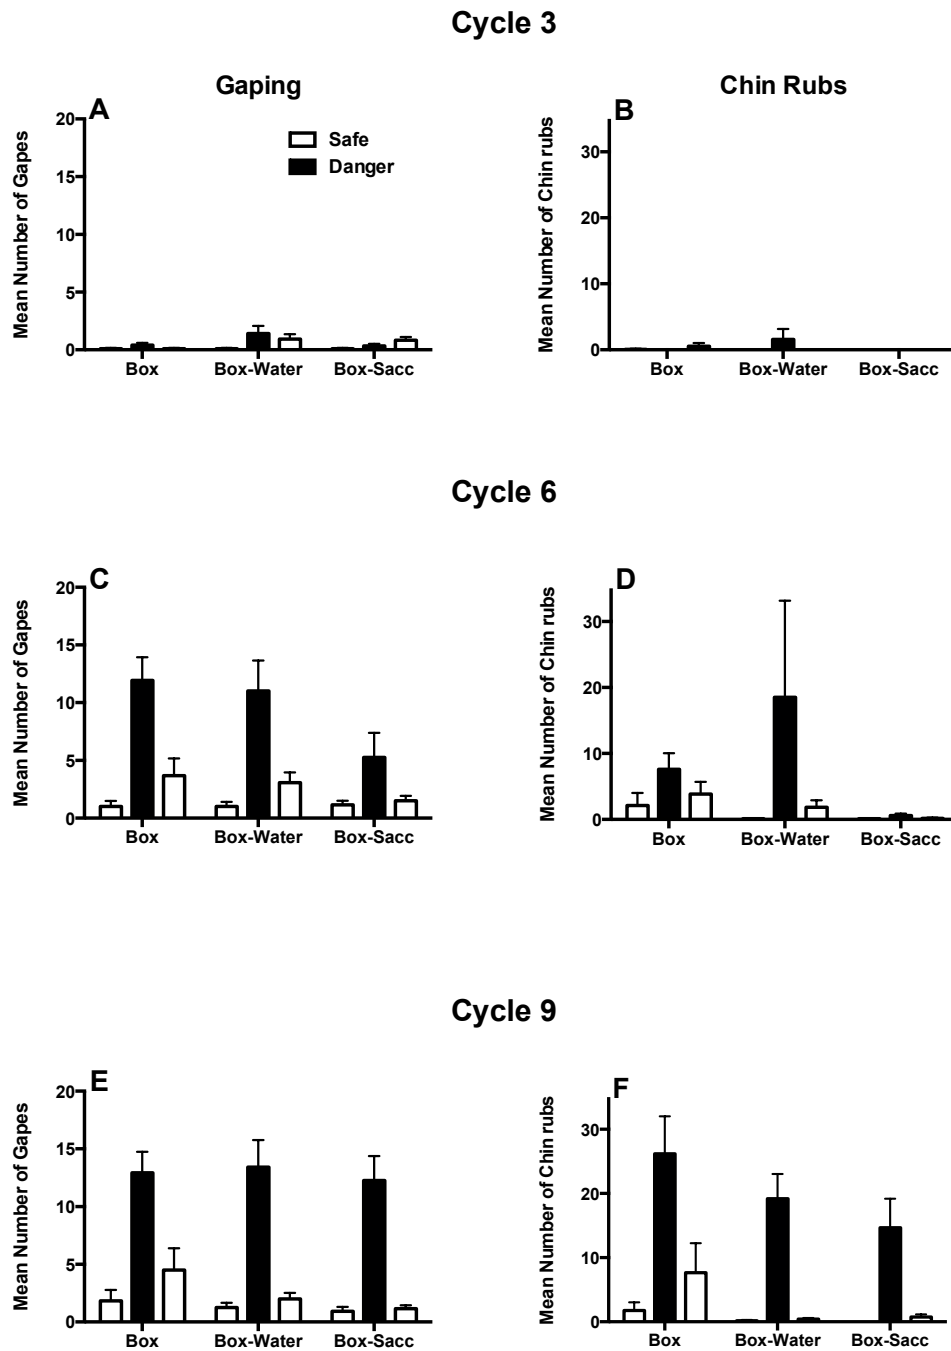 Cycle 3
Gaping
Chin Rubs
A
B
Mean Number of Gapes
20
15
10
5
0
Safe
Danger
Box
Box-Water
Box-Sacc
Mean Number of Chin rubs
30
20
10
0
Box
Box-Water
Box-Sacc
Cycle 6
C
D
Mean Number of Gapes
20
15
10
5
0
Box
Box-Water
Box-Sacc
Mean Number of Chin rubs
30
20
10
0
Box
Box-Water
Box-Sacc
Cycle 9
E
F
Mean Number of Gapes
20
15
10
5
0
Box
Box-Water
Box-Sacc
Mean Number of Chin rubs
30
20
10
0
Box
Box-Water
Box-Sacc